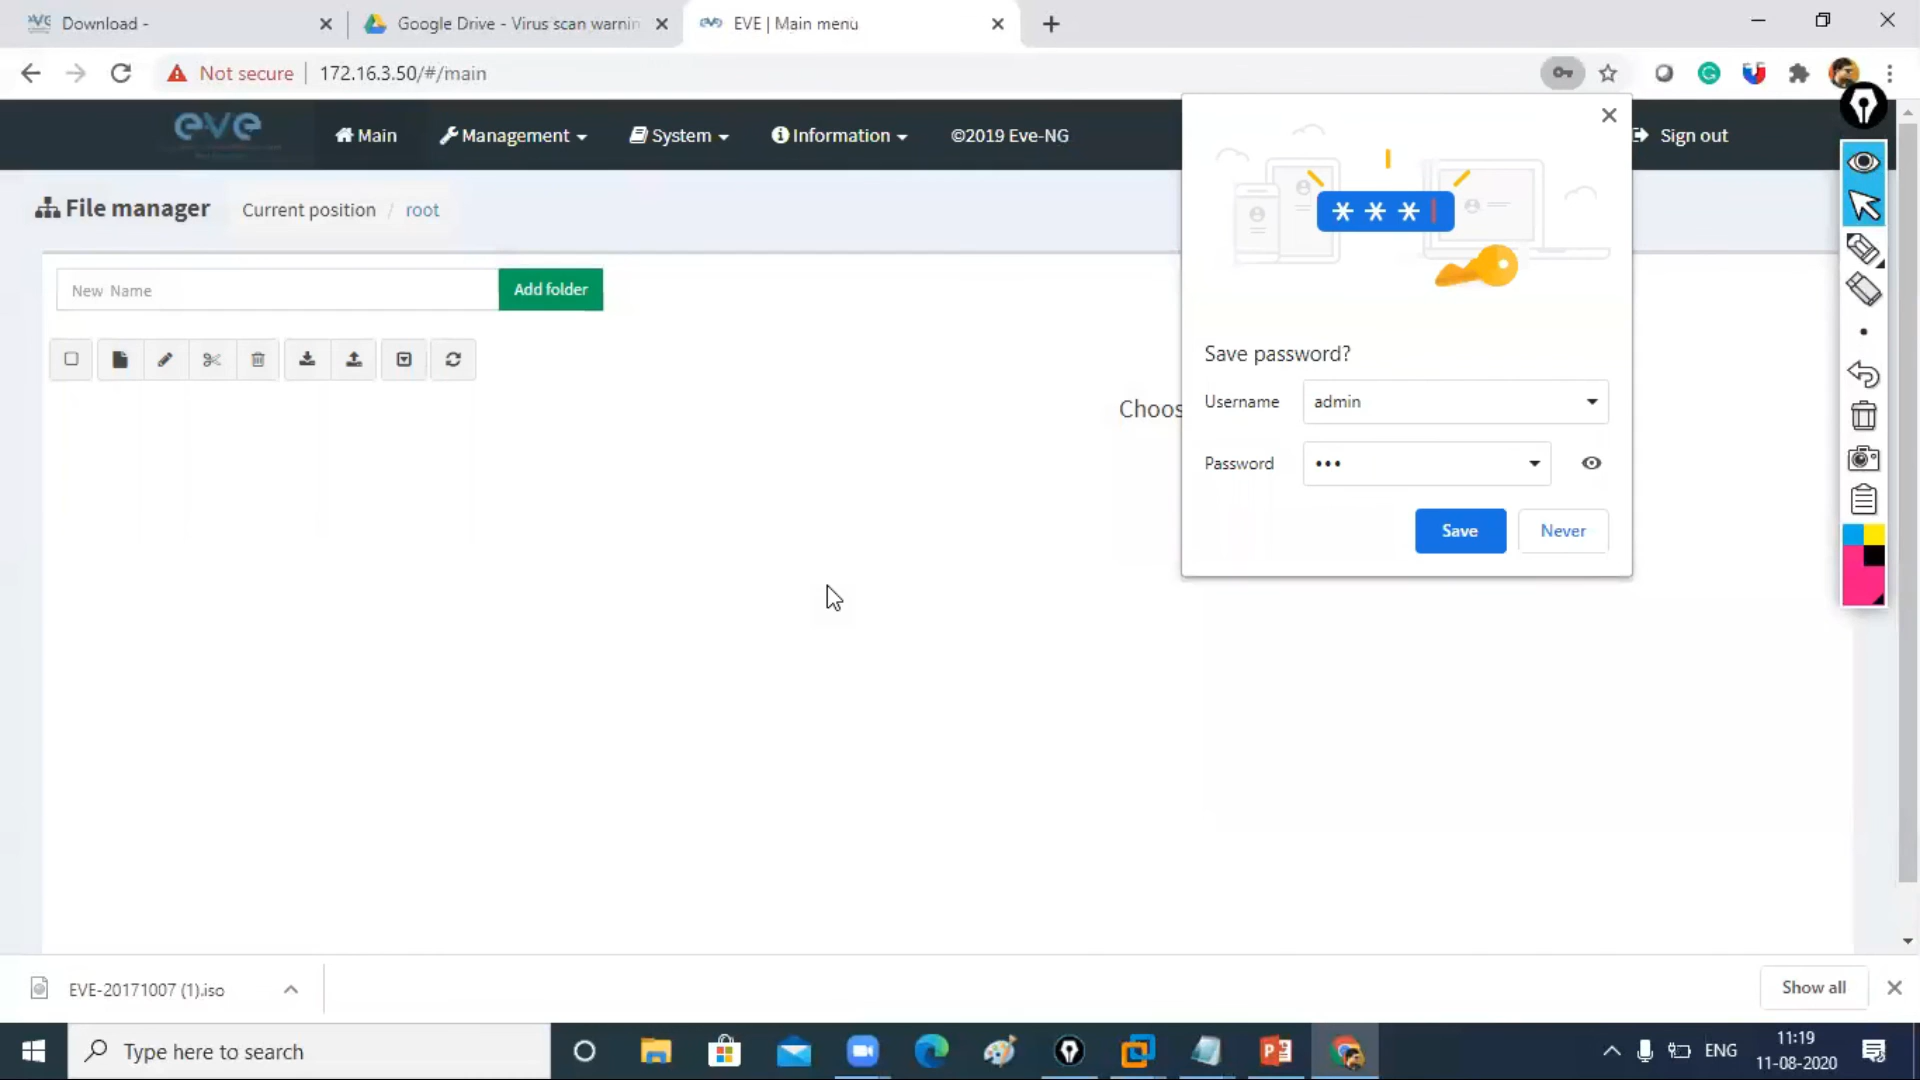 Download -
Google Drive - Virus scan warnin
EVE | Main menu
Not secure
172.16.3.50/#/main
eve
Main
Management
System
Information
©2019 Eve-NG
Sign out
File manager
Current position / root
New Name
Add folder
Choos
* * * |
Save password?
Username
admin
Password
•••
Save
Never
EVE-20171007 (1).iso
Show all
Type here to search
ENG
11:19
11-08-2020